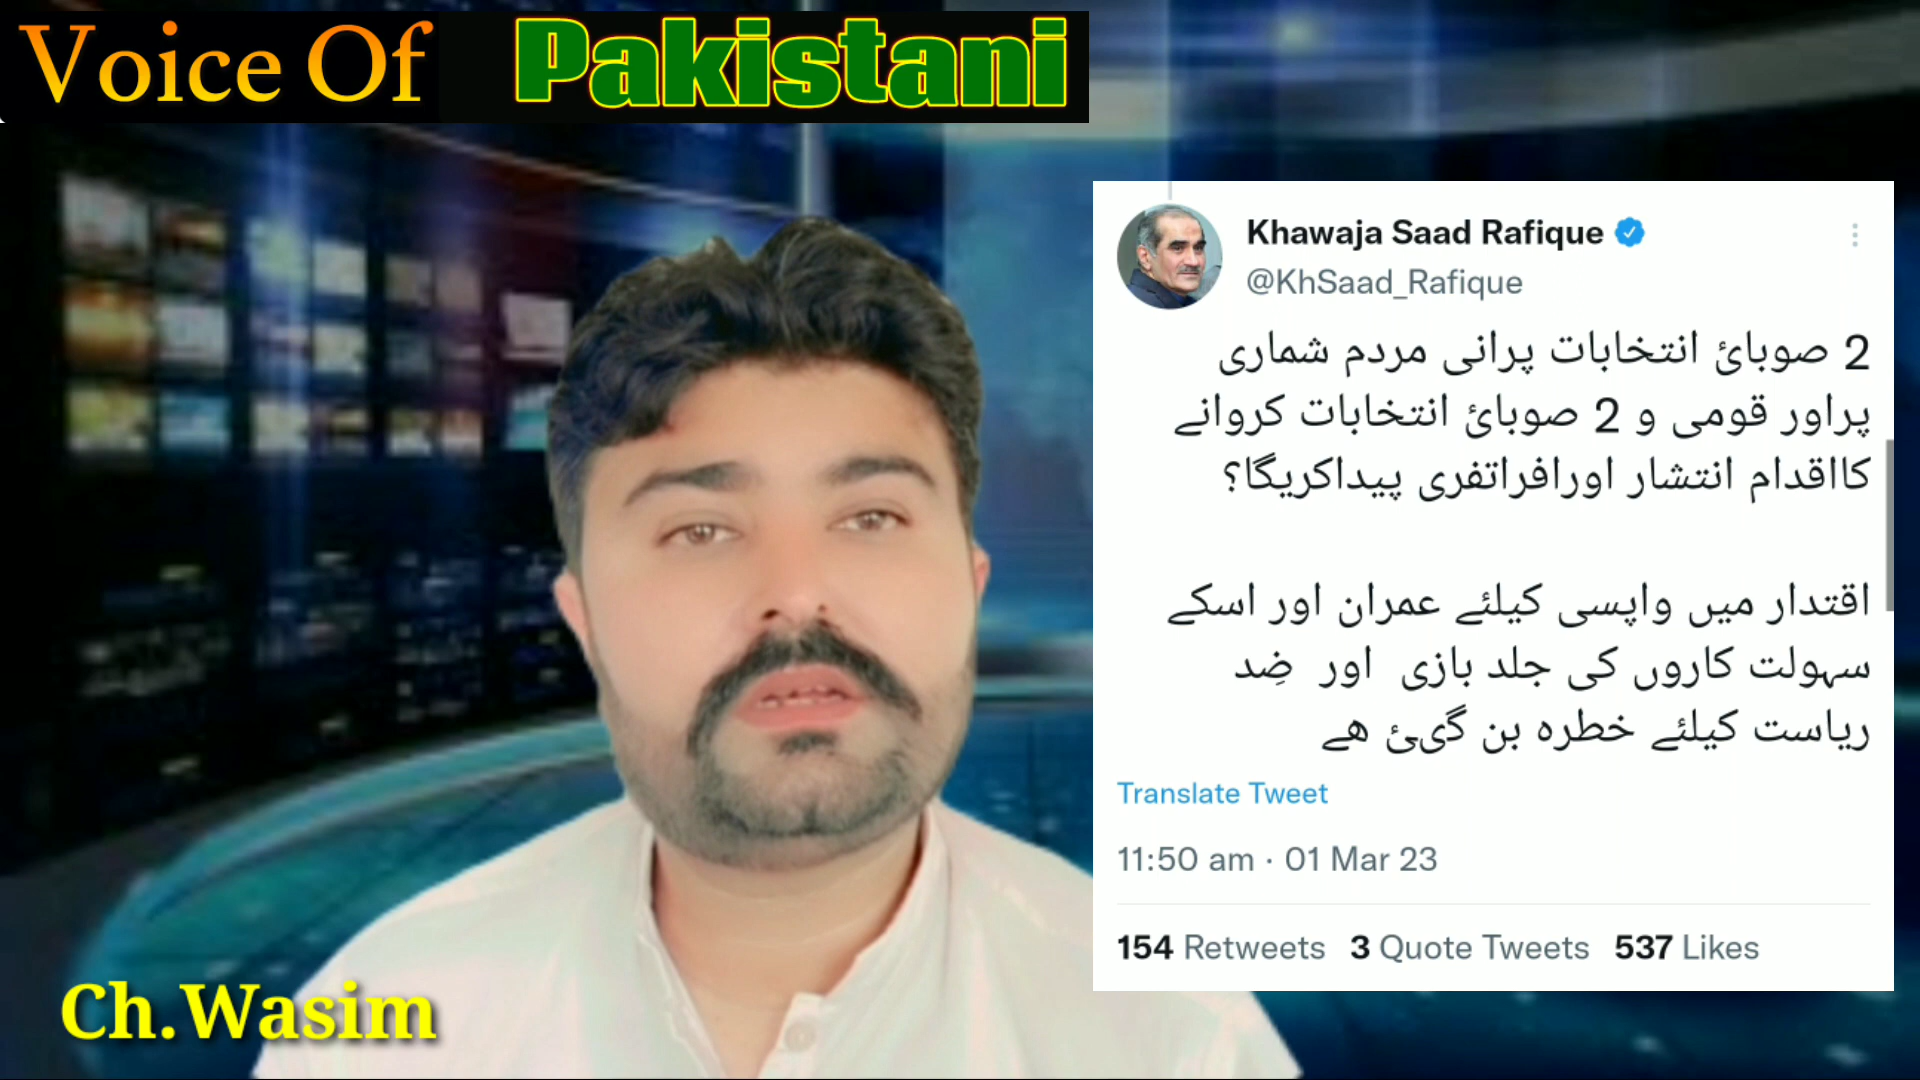 Voice Of Pakistani
Khawaja Saad Rafique
@KhSaad_Rafique
2 صوبائ انتخابات پرانی مردم شماری
پراور قومی و 2 صوبائ انتخابات کروانے
کااقدام انتشار اورافراتفری پیداکریگا؟
اقتدار میں واپسی کیلئے عمران اور اسکے
سہولت کاروں کی جلد بازی اور ضِد
ریاست کیلئے خطرہ بن گیئ ھے
Translate Tweet
11:50 am · 01 Mar 23
154 Retweets 3 Quote Tweets 537 Likes
Ch.Wasim